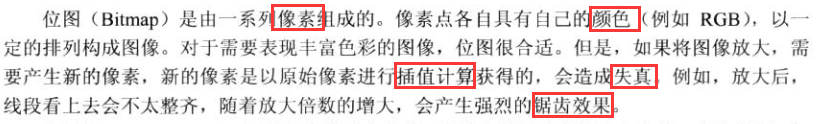 位图（Bitmap）是由一系列像素组成的。像素点各自具有自己的颜色（例如 RGB），以一
定的排列构成图像。对于需要表现丰富色彩的图像，位图很合适。但是，如果将图像放大，需
要产生新的像素，新的像素是以原始像素进行插值计算获得的，会造成失真。例如，放大后，
线段看上去会不太整齐，随着放大倍数的增大，会产生强烈的锯齿效果。